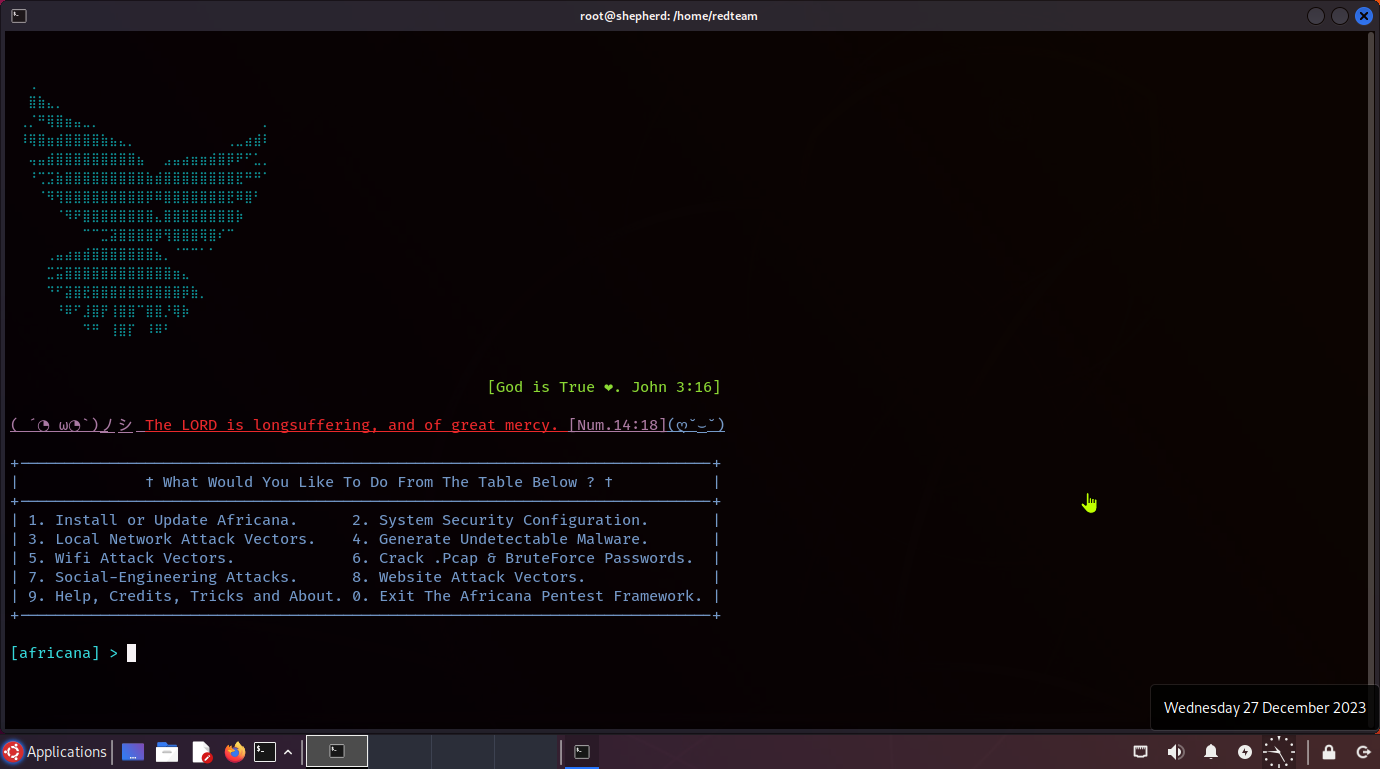 root@shepherd: /home/redteam
[God is True ❤. John 3:16]
( ´◔ ω◔`)ノシ The LORD is longsuffering, and of great mercy. [Num.14:18](ღ˘⌣˘)
† What Would You Like To Do From The Table Below ? †
1. Install or Update Africana. 2. System Security Configuration.
3. Local Network Attack Vectors. 4. Generate Undetectable Malware.
5. Wifi Attack Vectors. 6. Crack .Pcap & BruteForce Passwords.
7. Social-Engineering Attacks. 8. Website Attack Vectors.
9. Help, Credits, Tricks and About. 0. Exit The Africana Pentest Framework.
[africana] >
Wednesday 27 December 2023
Applications